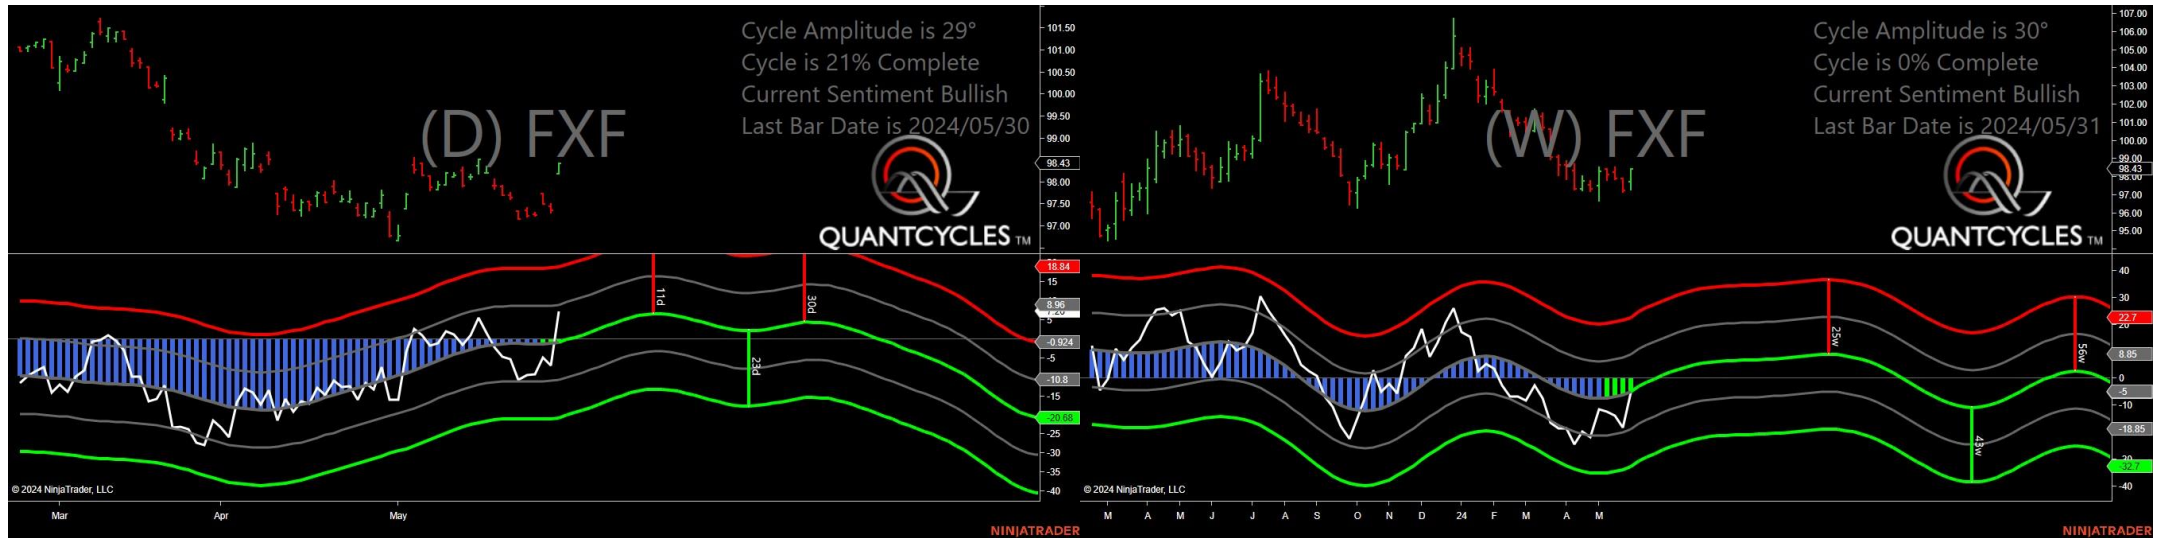 Cycle Amplitude is 29°
Cycle is 21% Complete
Current Sentiment Bullish
Last Bar Date is 2024/05/30
(D) FXF
QUANTCYCLES TM
101.50
101.00
100.50
100.00
99.50
99.00
98.43
98.00
97.50
97.00
18.84
15
8.96
7.20
5
-0.924
-5
-10.8
-15
-20.68
-25
-30
-35
-40
11d
30d
23d
© 2024 NinjaTrader, LLC
Mar Apr May
NINJATRADER
Cycle Amplitude is 30°
Cycle is 0% Complete
Current Sentiment Bullish
Last Bar Date is 2024/05/31
(W) FXF
QUANTCYCLES TM
107.00
106.00
105.00
104.00
103.00
102.00
101.00
100.00
99.00
98.43
98.00
97.00
96.00
95.00
40
30
22.7
20
8.85
0
-5
-10
-18.85
-32.7
-40
25w
56w
43w
© 2024 NinjaTrader, LLC
M A M J J A S O N D 24 F M A M
NINJATRADER